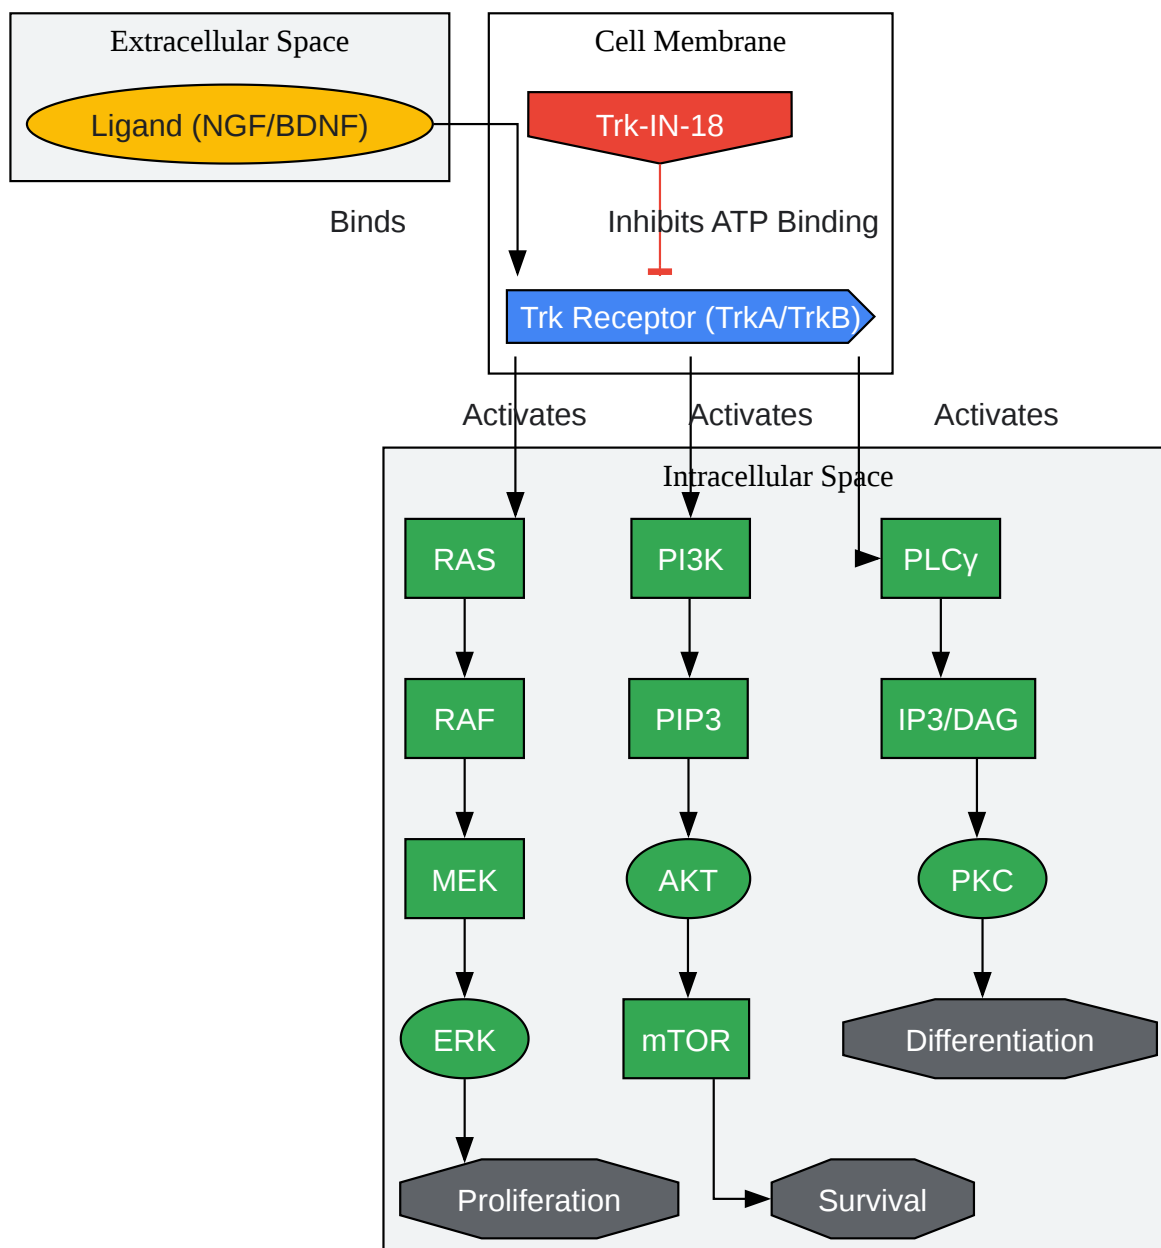 Extracellular Space
Cell Membrane
Ligand (NGF/BDNF)
Trk-IN-18
Binds
Inhibits ATP Binding
Trk Receptor (TrkA/TrkB)
Activates
Activates
Activates
Intracellular Space
RAS
PI3K
PLCγ
RAF
PIP3
IP3/DAG
MEK
AKT
PKC
ERK
mTOR
Differentiation
Proliferation
Survival